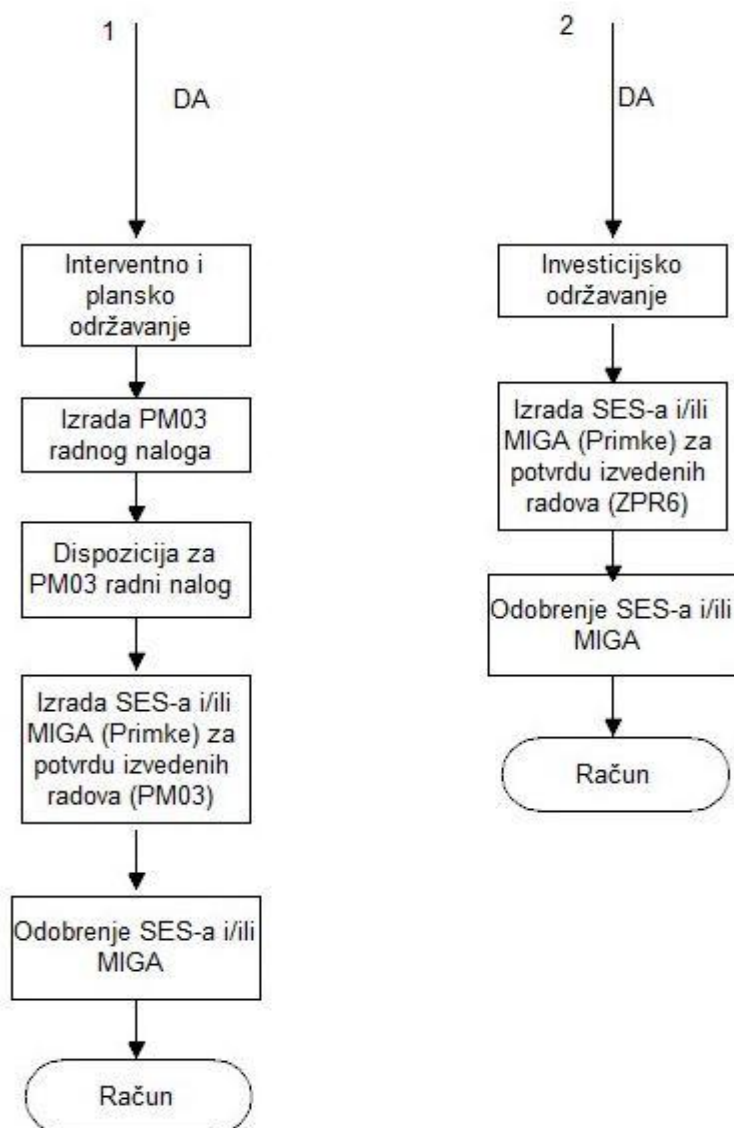 1
DA
Interventno i
plansko
održavanje
Izrada PM03
radnog naloga
Dispozicija za
PM03 radni nalog
Izrada SES-a i/ili
MIGA (Primke) za
potvrdu izvedenih
radova (PM03)
Odobrenje SES-a i/ili
MIGA
Račun
2
DA
Investicijsko
održavanje
Izrada SES-a i/ili
MIGA (Primke) za
potvrdu izvedenih
radova (ZPR6)
Odobrenje SES-a i/ili
MIGA
Račun